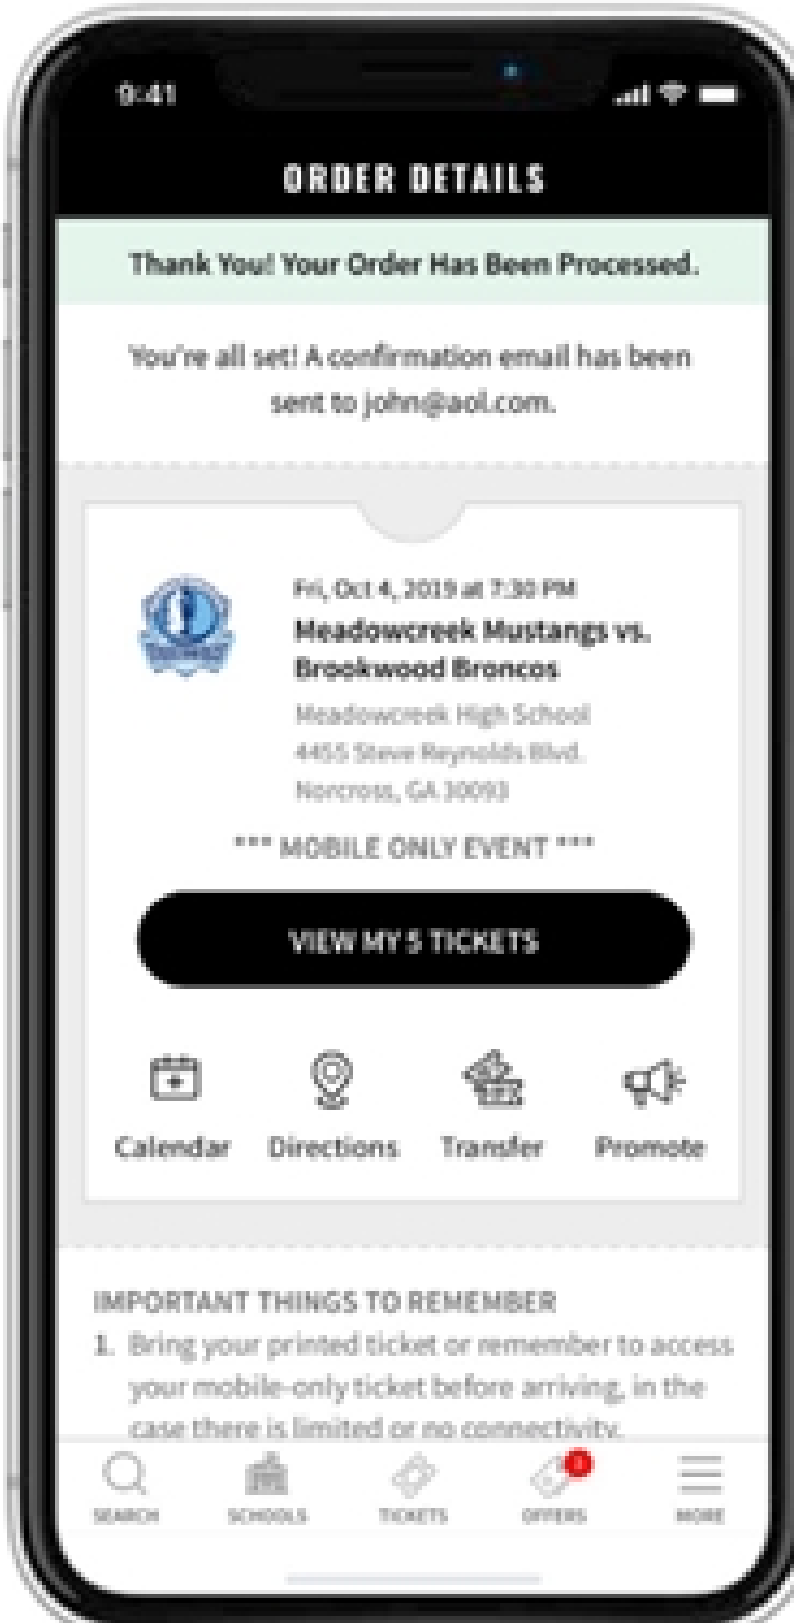 9:41
ORDER DETAILS
Thank You! Your Order Has Been Processed.
You're all set! A confirmation email has been
sent to john@aol.com.
Fri, Oct 4, 2019 at 7:30 PM
Meadowcreek Mustangs vs.
Brookwood Broncos
Meadowcreek High School
4455 Steve Reynolds Blvd.
Norcross, GA 30093
*** MOBILE ONLY EVENT ***
VIEW MY 5 TICKETS
Calendar Directions Transfer Promote
IMPORTANT THINGS TO REMEMBER
1. Bring your printed ticket or remember to access
your mobile-only ticket before arriving, in the
case there is limited or no connectivity.
SEARCH SCHOOLS TICKETS OFFERS MORE